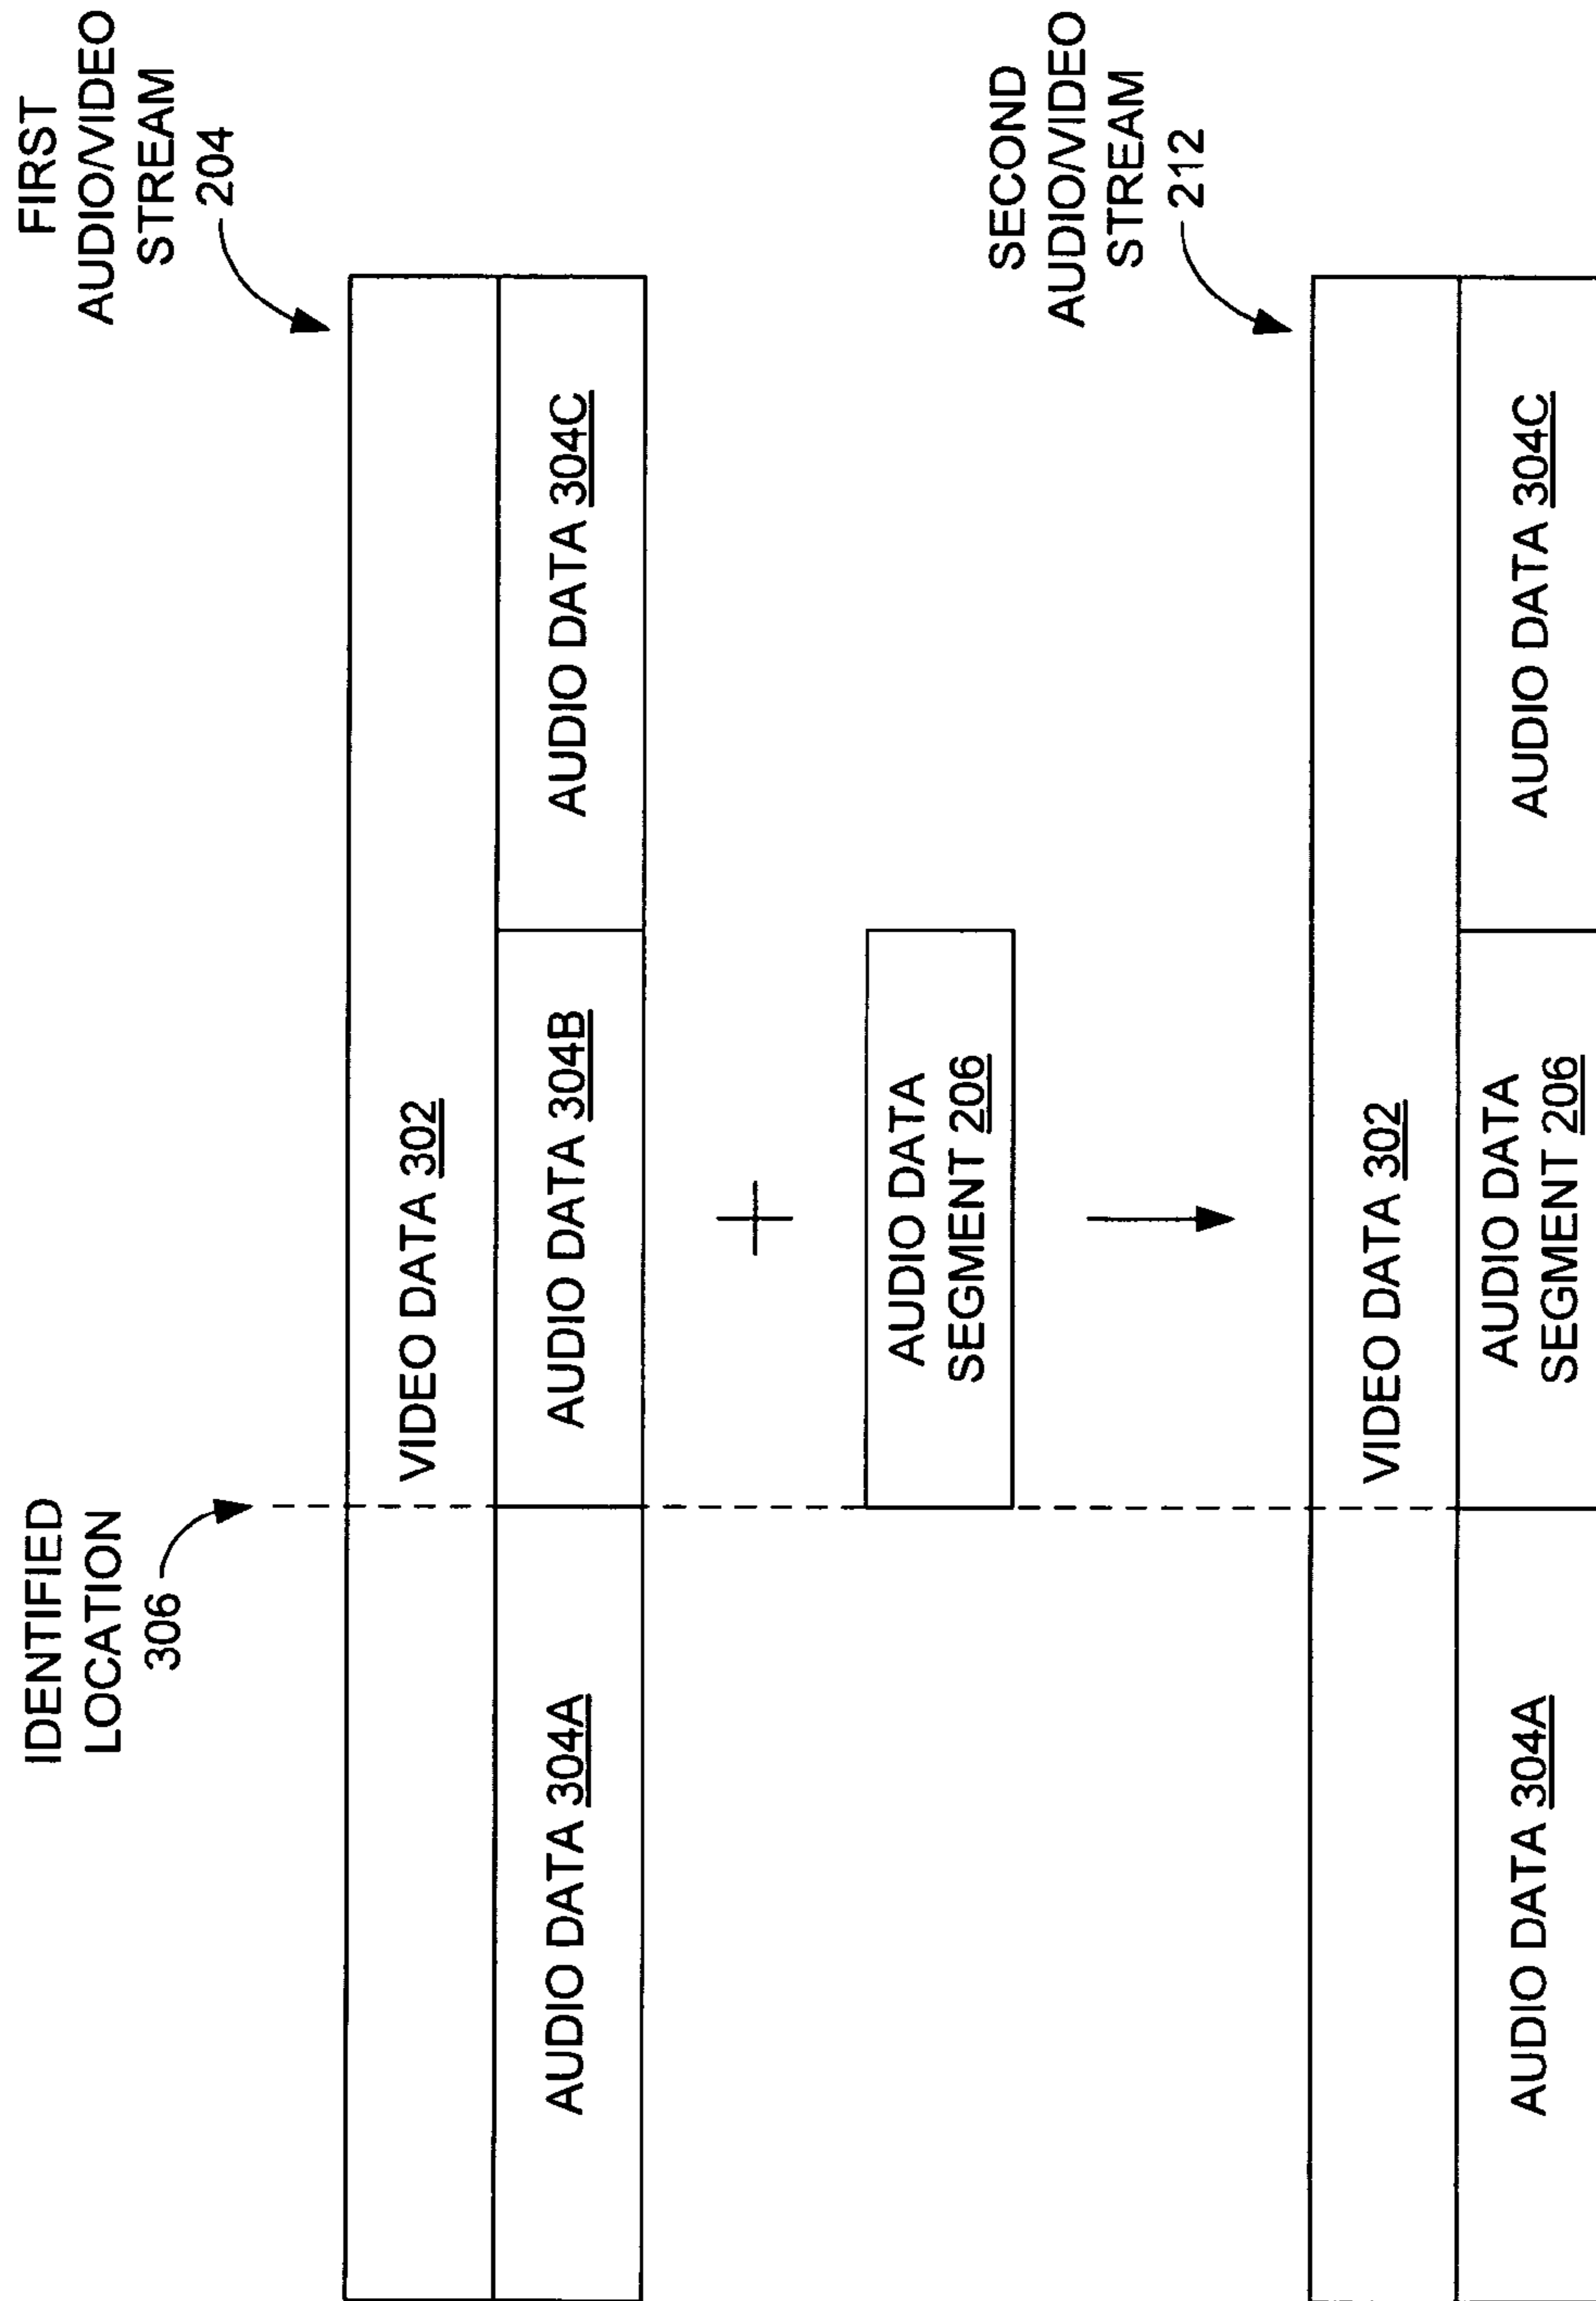 IDENTIFIED
LOCATION
306
FIRST
AUDIO/VIDEO
STREAM
204
VIDEO DATA 302
AUDIO DATA 304A
AUDIO DATA 304B
AUDIO DATA 304C
+
AUDIO DATA
SEGMENT 206
SECOND
AUDIO/VIDEO
STREAM
212
VIDEO DATA 302
AUDIO DATA 304A
AUDIO DATA
SEGMENT 206
AUDIO DATA 304C